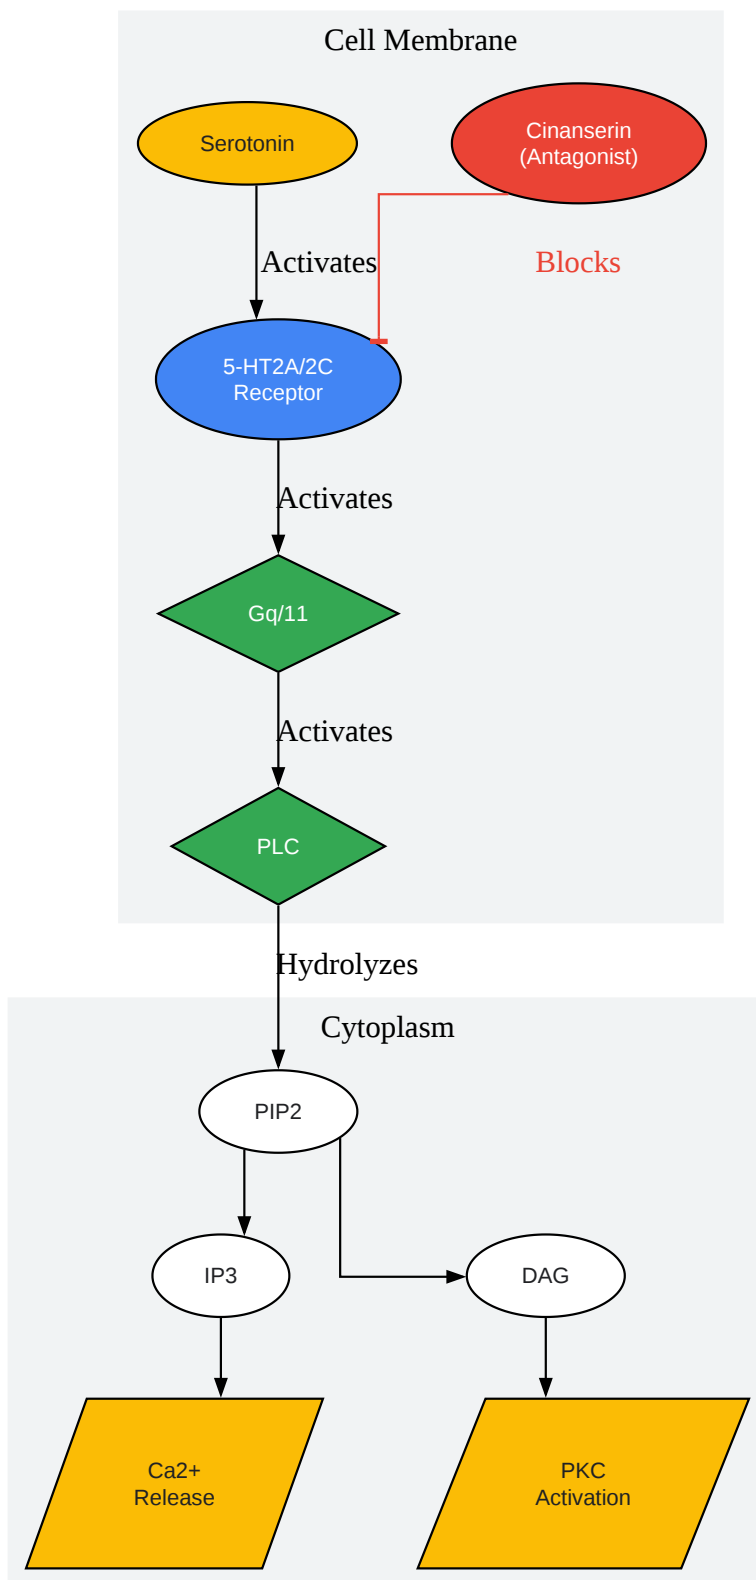 Cell Membrane
Serotonin
Cinanserin
(Antagonist)
Activates
Blocks
5-HT2A/2C
Receptor
Activates
Gq/11
Activates
PLC
Hydrolyzes
Cytoplasm
PIP2
IP3
DAG
Ca2+
Release
PKC
Activation